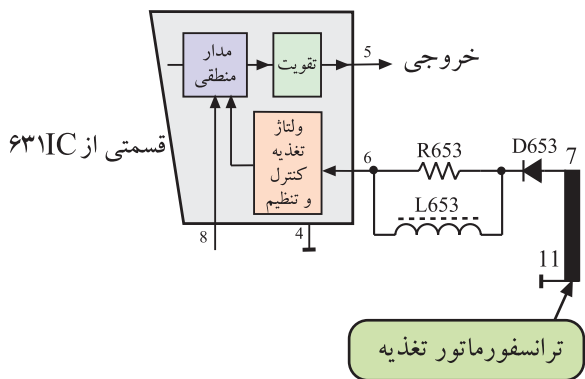 مدار
منطقی
تقویت
5
خروجی
ولتاژ
تغذیه
کنترل
و تنظیم
قسمتی از ۶۳۱IC
8
4
6
R653
L653
D653
7
11
ترانسفورماتور تغذیه